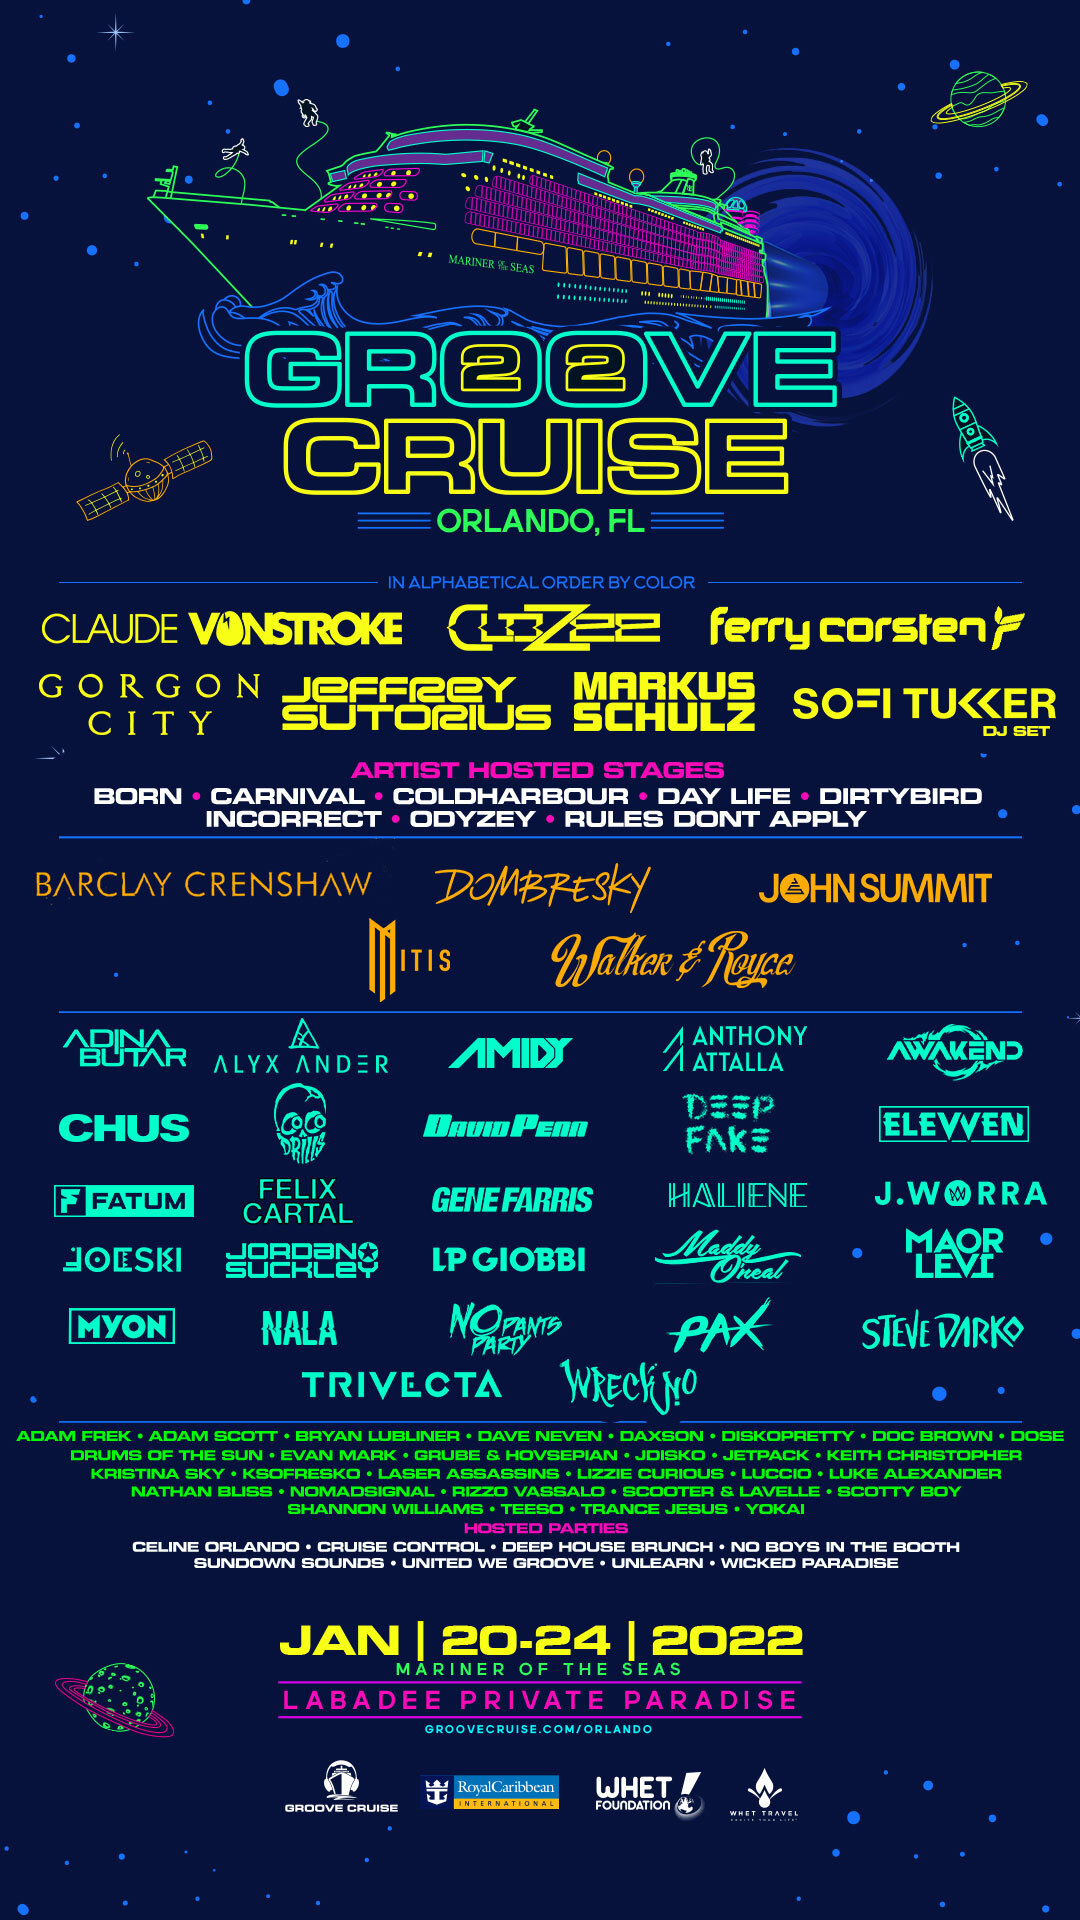 MARINER OF THE SEAS
GR22VE
CRUISE
ORLANDO, FL
IN ALPHABETICAL ORDER BY COLOR
CLAUDE VONSTROKE CLOZEE ferry corsten
GORGON CITY JEFFREY SUTORIUS MARKUS SCHULZ SOFI TUKKER
DJ SET
ARTIST HOSTED STAGES
BORN • CARNIVAL • COLDHARBOUR • DAY LIFE • DIRTYBIRD
INCORRECT • ODYZEY • RULES DONT APPLY
BARCLAY CRENSHAW DOMBRESKY JOHN SUMMIT
MITIS Walker & Royce
ADINA BUTAR ALYX ANDER AMIDY ANTHONY ATTALLA AWAKEND
CHUS COCODRILLS DAVID PENN DEEP FAKE ELEVVEN
F FATUM FELIX CARTAL GENE FARRIS HALIENE J.WORRA
JOESKI JORDAN SUCKLEY LP GIOBBI Maddy O'neal MAOR LEVI
MYON NALA NO PANTS PARTY PAX STEVE DARKO
TRIVECTA WRECKNO
ADAM FREK • ADAM SCOTT • BRYAN LUBLINER • DAVE NEVEN • DAXSON • DISKOPRETTY • DOC BROWN • DOSE
DRUMS OF THE SUN • EVAN MARK • GRUBE & HOVSEPIAN • JDISKO • JETPACK • KEITH CHRISTOPHER
KRISTINA SKY • KSOFRESKO • LASER ASSASSINS • LIZZIE CURIOUS • LUCCIO • LUKE ALEXANDER
NATHAN BLISS • NOMADSIGNAL • RIZZO VASSALO • SCOOTER & LAVELLE • SCOTTY BOY
SHANNON WILLIAMS • TEESO • TRANCE JESUS • YOKAI
HOSTED PARTIES
CELINE ORLANDO • CRUISE CONTROL • DEEP HOUSE BRUNCH • NO BOYS IN THE BOOTH
SUNDOWN SOUNDS • UNITED WE GROOVE • UNLEARN • WICKED PARADISE
JAN | 20-24 | 2022
MARINER OF THE SEAS
LABADEE PRIVATE PARADISE
GROOVECRUISE.COM/ORLANDO
GROOVE CRUISE
RoyalCaribbean
INTERNATIONAL
WHET
FOUNDATION
WHET TRAVEL